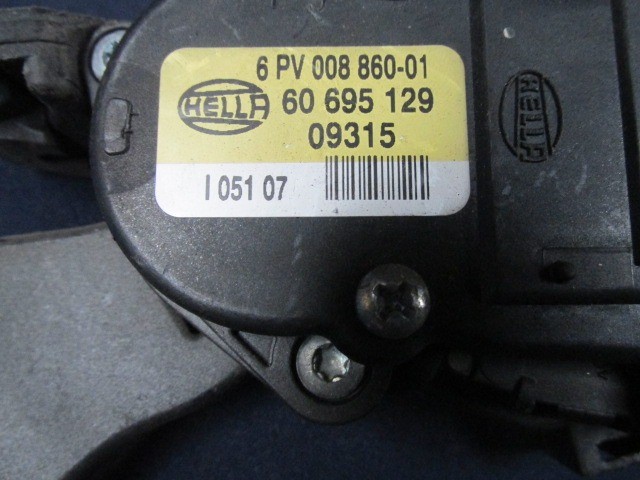 6 PV 008 860-01
HELLA 60 695 129
09315
I 051 07
HELLA